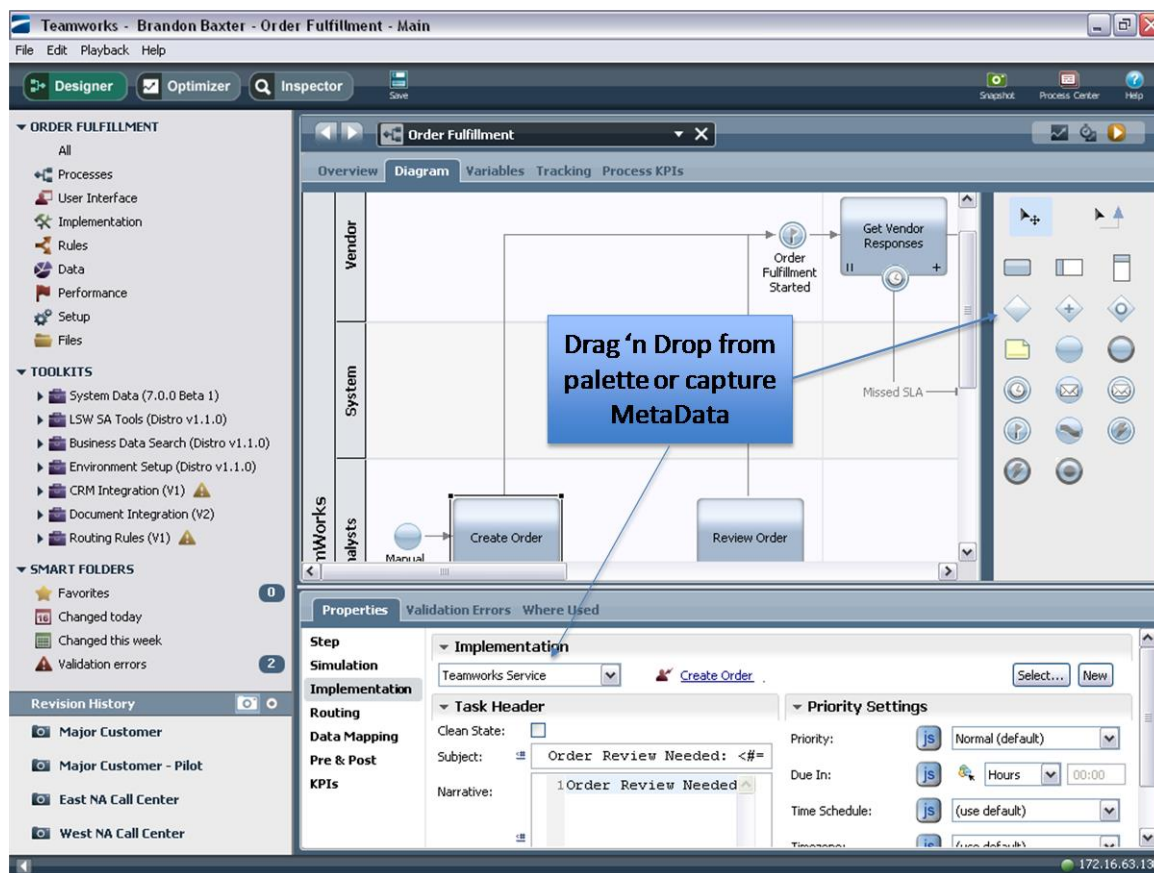 Teamworks - Brandon Baxter - Order Fulfillment - Main
File Edit Playback Help
Designer Optimizer Inspector Save Snapshot Process Center Help
ORDER FULFILLMENT
All
Processes
User Interface
Implementation
Rules
Data
Performance
Setup
Files
TOOLKITS
System Data (7.0.0 Beta 1)
LSW SA Tools (Distro v1.1.0)
Business Data Search (Distro v1.1.0)
Environment Setup (Distro v1.1.0)
CRM Integration (V1)
Document Integration (V2)
Routing Rules (V1)
SMART FOLDERS
Favorites 0
Changed today
Changed this week
Validation errors 2
Revision History
Major Customer
Major Customer - Pilot
East NA Call Center
West NA Call Center
Order Fulfillment
Overview Diagram Variables Tracking Process KPIs
Vendor
System
mWorks
alysts
Order
Fulfillment
Started
Get Vendor
Responses
Missed SLA
Drag 'n Drop from
palette or capture
MetaData
Manual
Create Order
Review Order
Properties Validation Errors Where Used
Step
Simulation
Implementation
Routing
Data Mapping
Pre & Post
KPIs
Implementation
Teamworks Service Create Order Select... New
Task Header
Clean State:
Subject: Order Review Needed: <#=
Narrative: 1Order Review Needed
Priority Settings
Priority: js Normal (default)
Due In: js Hours 00:00
Time Schedule: js (use default)
172.16.63.13